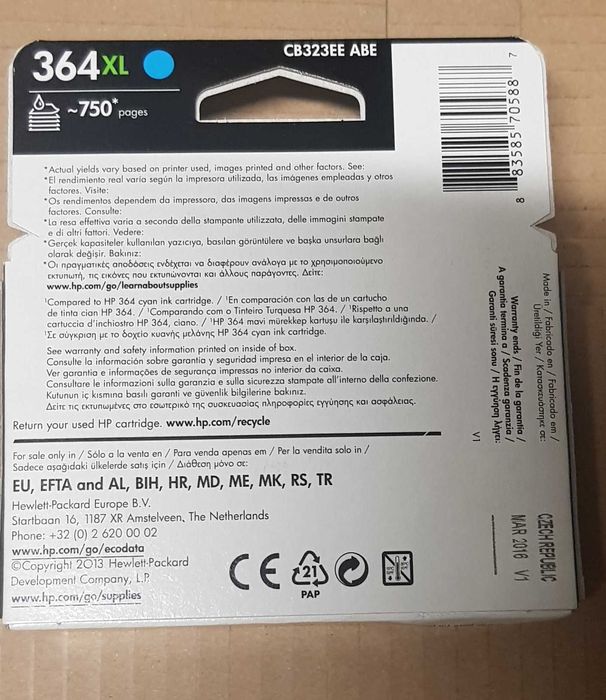 364XL
CB323EE ABE
~750* pages
8 83585 70588 7
*Actual yields vary based on printer used, images printed and other factors. See:
*El rendimiento real varía según la impresora utilizada, las imágenes empleadas y otros
factores. Visite:
*Os rendimentos dependem da impressora, das imagens impressas e de outros
factores. Consulte:
*La resa effettiva varia a seconda della stampante utilizzata, delle immagini stampate
e di altri fattori. Vedere:
*Gerçek kapasiteler kullanılan yazıcıya, basılan görüntülere ve başka unsurlara bağlı
olarak değişir. Bakınız:
*Οι πραγματικές αποδόσεις ενδέχεται να διαφέρουν ανάλογα με το χρησιμοποιούμενο
εκτυπωτή, τις εικόνες που εκτυπώνονται και άλλους παράγοντες. Δείτε:
www.hp.com/go/learnaboutsupplies
¹Compared to HP 364 cyan ink cartridge. / ¹En comparación con las de un cartucho
de tinta cian HP 364. / ¹Comparando com o Tinteiro Turquesa HP 364. / ¹Rispetto a una
cartuccia d'inchiostro HP 364, ciano. / ¹HP 364 mavi mürekkep kartuşu ile karşılaştırıldığında. /
¹Σε σύγκριση με το δοχείο κυανής μελάνης HP 364 cyan ink cartridge.
See warranty and safety information printed on inside of box.
Consulte la información sobre garantía y seguridad impresa en el interior de la caja.
Ver garantia e informações de segurança impressas no interior da caixa.
Consultare le informazioni sulla garanzia e sulla sicurezza stampate all'interno della confezione.
Kutunun iç kısmına basılı garanti ve güvenlik bilgilerine bakınız.
Δείτε τις εκτυπωμένες στο εσωτερικό της συσκευασίας πληροφορίες εγγύησης και ασφάλειας.
Return your used HP cartridge. www.hp.com/recycle
For sale only in / Sólo a la venta en / Para venda apenas em / Per la vendita solo in /
Sadece aşağıdaki ülkelerde satış için / Διάθεση μόνο σε:
EU, EFTA and AL, BIH, HR, MD, ME, MK, RS, TR
Hewlett-Packard Europe B.V.
Startbaan 16, 1187 XR Amstelveen, The Netherlands
Phone: +32 (0) 2 620 00 02
www.hp.com/go/ecodata
©Copyright 2013 Hewlett-Packard
Development Company, L.P.
www.hp.com/go/supplies
CE
21
PAP
Made in / Fabricado en / Fabricado em /
Üretildiği Yer / Κατασκευάστηκε σε:
CZECH REPUBLIC
Warranty ends / Fin de la garantía /
A garantia termina a / Scadenza garanzia /
Garanti süresi sonu / Η εγγύηση λήγει:
MAR 2016 V1
V1